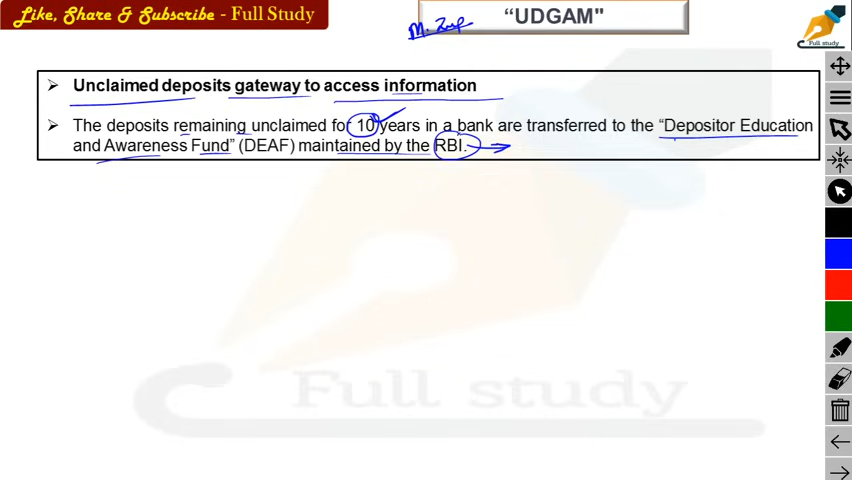 Like, Share & Subscribe - Full Study
M. Imp
“UDGAM"
Full study
➢ Unclaimed deposits gateway to access information
➢ The deposits remaining unclaimed for 10 years in a bank are transferred to the “Depositor Education
and Awareness Fund” (DEAF) maintained by the RBI.
Full study